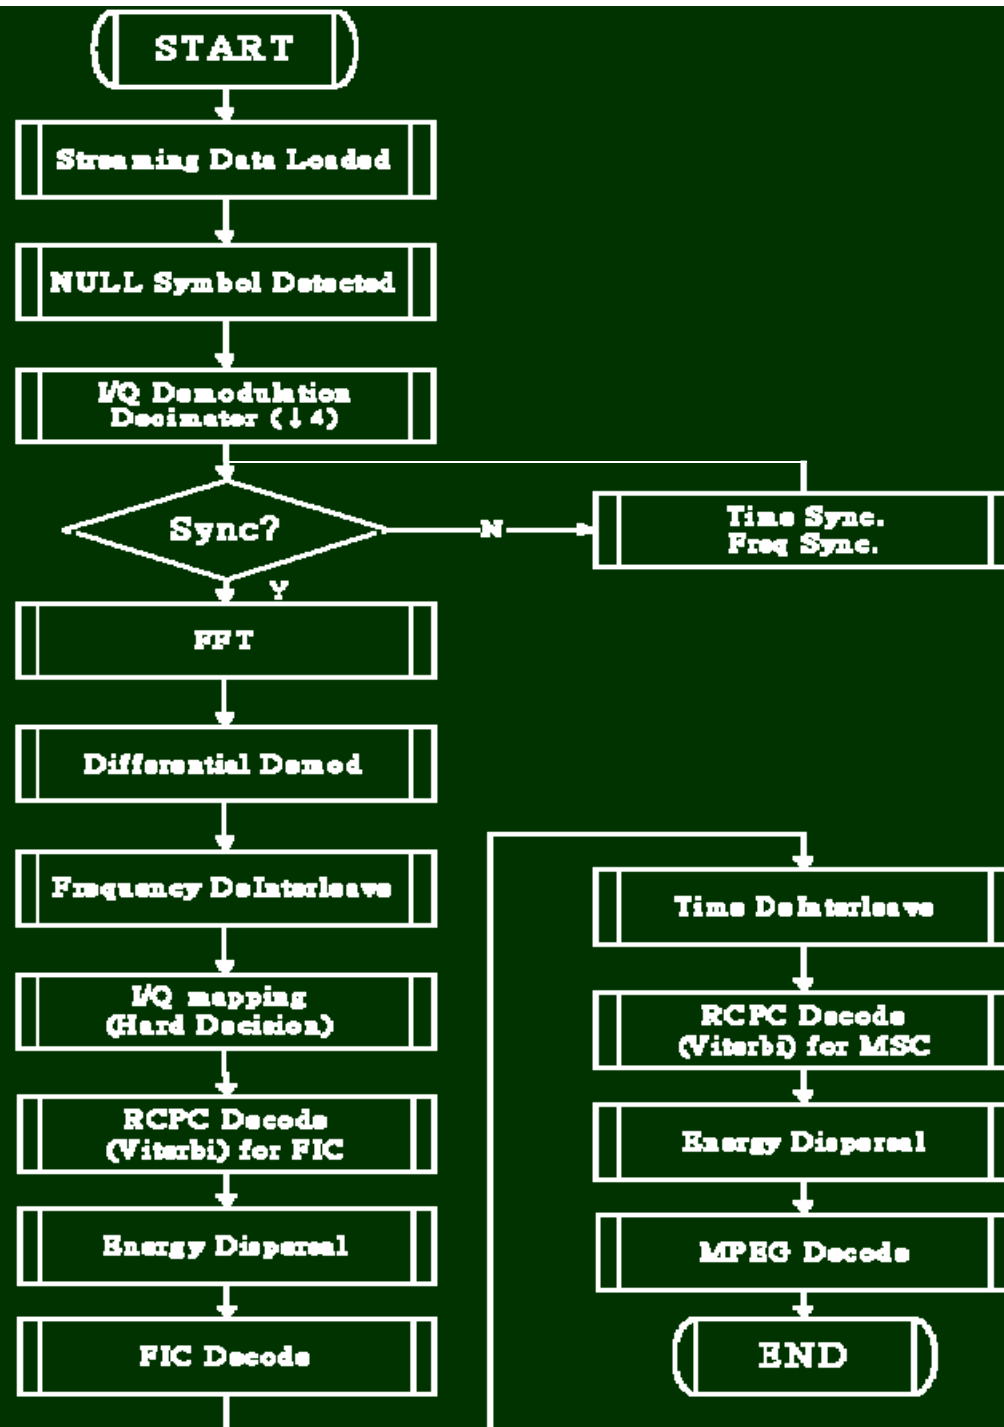 START
Streaming Data Loaded
NULL Symbol Detected
I/Q Demodulation
Decimater (↓4)
Sync?
N
Time Sync.
Freq Sync.
Y
FFT
Differential Demod
Frequency DeInterleave
I/Q mapping
(Hard Decision)
RCPC Decode
(Viterbi) for FIC
Energy Dispersal
FIC Decode
Time DeInterleave
RCPC Decode
(Viterbi) for MSC
Energy Dispersal
MPEG Decode
END